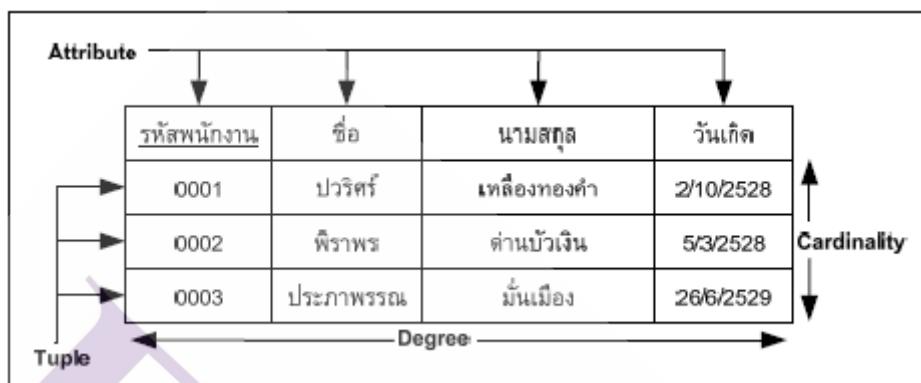 Attribute
รหัสพนักงาน ชื่อ นามสกุล วันเกิด
0001 ปวริศร์ เหลืองทองคำ 2/10/2528
0002 พีราพร ด่านบัวเงิน 5/3/2528 Cardinality
0003 ประภาพรรณ มั่นเมือง 26/6/2529
Degree
Tuple